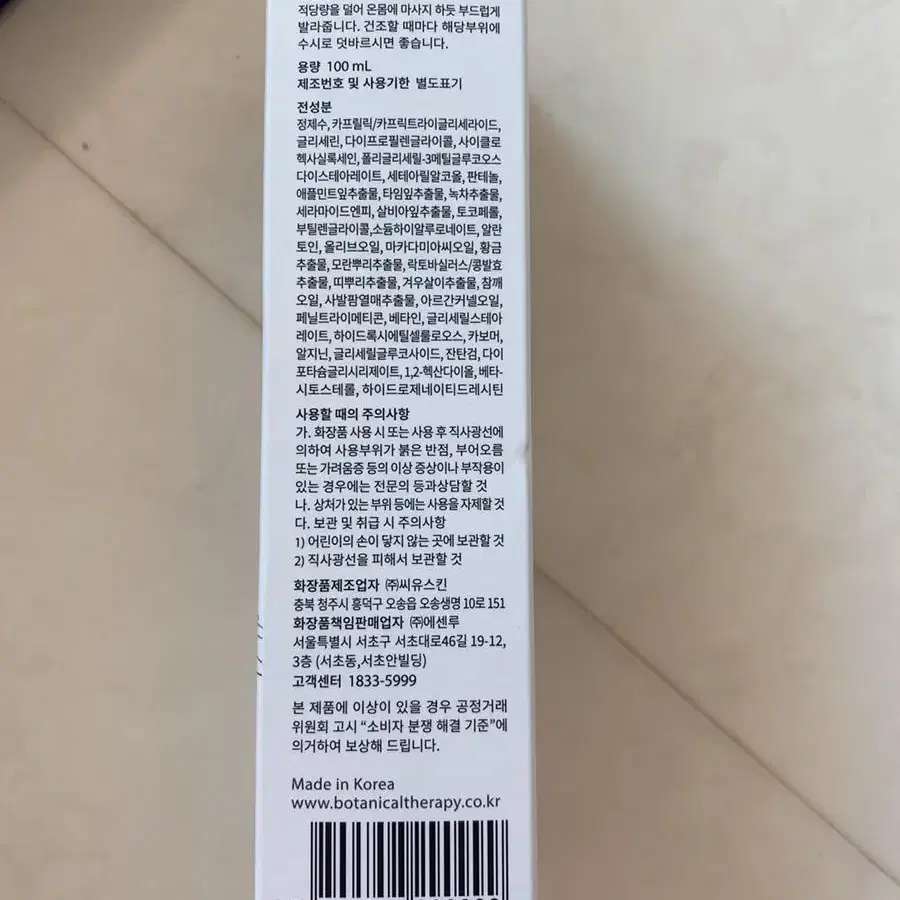 적당량을 덜어 온몸에 마사지 하듯 부드럽게
발라줍니다. 건조할 때마다 해당부위에
수시로 덧바르시면 좋습니다.
용량 100 mL
제조번호 및 사용기한 별도표기
전성분
정제수, 카프릴릭/카프릭트라이글리세라이드,
글리세린, 다이프로필렌글라이콜, 사이클로
헥사실록세인, 폴리글리세릴-3메틸글루코오스
다이스테아레이트, 세테아릴알코올, 판테놀,
애플민트잎추출물, 타임잎추출물, 녹차추출물,
세라마이드엔피, 살비아잎추출물, 토코페롤,
부틸렌글라이콜,소듐하이알루로네이트, 알란
토인, 올리브오일, 마카다미아씨오일, 황금
추출물, 모란뿌리추출물, 락토바실러스/콩발효
추출물, 띠뿌리추출물, 겨우살이추출물, 참깨
오일, 사발팜열매추출물, 아르간커넬오일,
페닐트라이메티콘, 베타인, 글리세릴스테아
레이트, 하이드록시에틸셀룰로오스, 카보머,
알지닌, 글리세릴글루코사이드, 잔탄검, 다이
포타슘글리시리제이트, 1,2-헥산다이올, 베타-
시토스테롤, 하이드로제네이티드레시틴
사용할 때의 주의사항
가. 화장품 사용 시 또는 사용 후 직사광선에
의하여 사용부위가 붉은 반점, 부어오름
또는 가려움증 등의 이상 증상이나 부작용이
있는 경우에는 전문의 등과상담할 것
나. 상처가 있는 부위 등에는 사용을 자제할 것
다. 보관 및 취급 시 주의사항
1) 어린이의 손이 닿지 않는 곳에 보관할 것
2) 직사광선을 피해서 보관할 것
화장품제조업자 ㈜씨유스킨
충북 청주시 흥덕구 오송읍 오송생명 10로 151
화장품책임판매업자 ㈜에센루
서울특별시 서초구 서초대로46길 19-12,
3층 (서초동,서초안빌딩)
고객센터 1833-5999
본 제품에 이상이 있을 경우 공정거래
위원회 고시 “소비자 분쟁 해결 기준”에
의거하여 보상해 드립니다.
Made in Korea
www.botanicaltherapy.co.kr